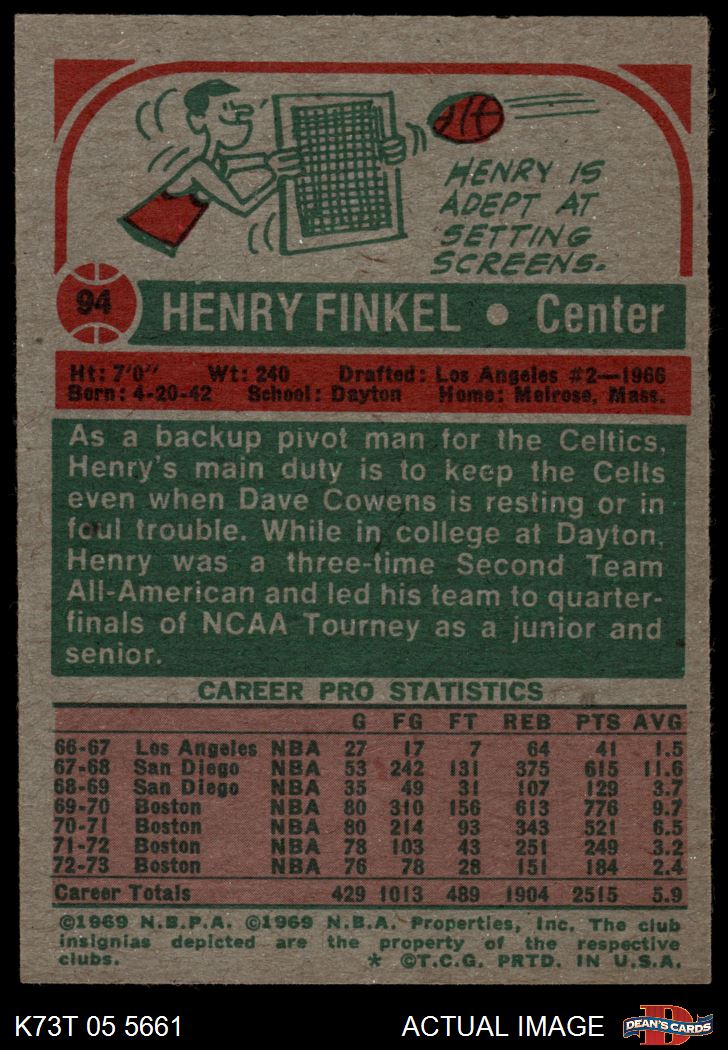 HENRY IS
ADEPT AT
SETTING
SCREENS.
94
HENRY FINKEL • Center
Ht: 7'0" Wt: 240 Drafted: Los Angeles #2—1966
Born: 4-20-42 School: Dayton Home: Melrose, Mass.
As a backup pivot man for the Celtics,
Henry's main duty is to keep the Celts
even when Dave Cowens is resting or in
foul trouble. While in college at Dayton,
Henry was a three-time Second Team
All-American and led his team to quarter-
finals of NCAA Tourney as a junior and
senior.
CAREER PRO STATISTICS
G FG FT REB PTS AVG
66-67 Los Angeles NBA 27 17 7 64 41 1.5
67-68 San Diego NBA 53 242 131 375 615 11.6
68-69 San Diego NBA 35 49 31 107 129 3.7
69-70 Boston NBA 80 310 156 613 776 9.7
70-71 Boston NBA 80 214 93 343 521 6.5
71-72 Boston NBA 78 103 43 251 249 3.2
72-73 Boston NBA 76 78 28 151 184 2.4
Career Totals 429 1013 489 1904 2515 5.9
©1969 N.B.P.A. ©1969 N.B.A. Properties, Inc. The club
insignias depicted are the property of the respective
clubs. * ©T.C.G. PRTD. IN U.S.A.
K73T 05 5661 ACTUAL IMAGE
D
DEAN'S CARDS